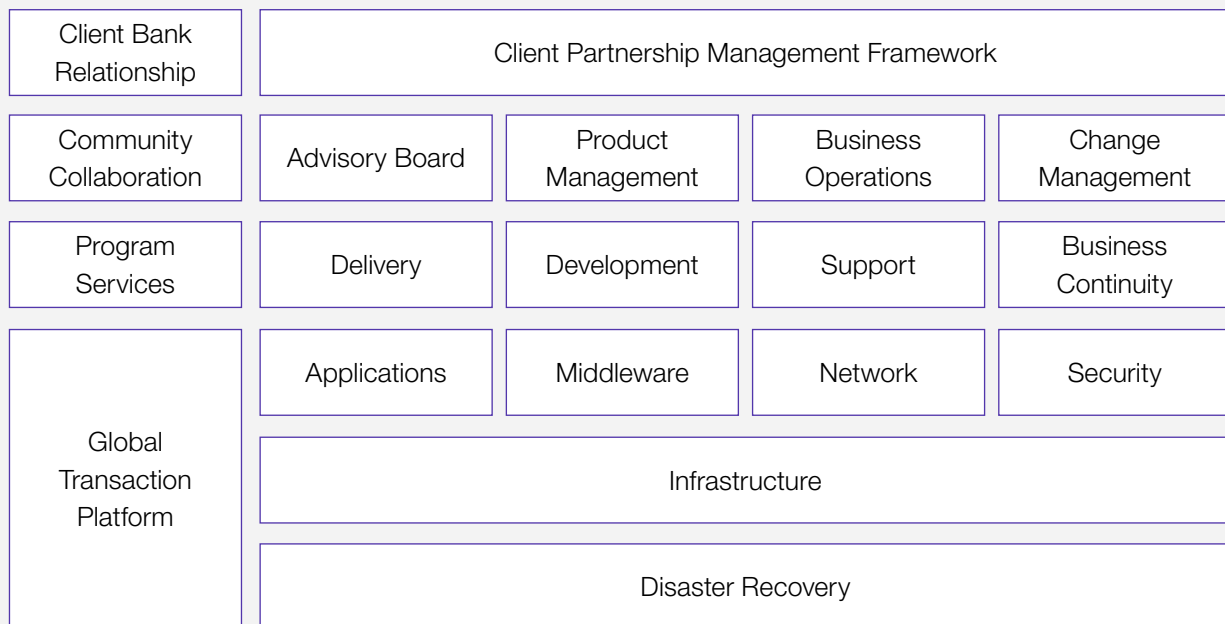 Client Bank
Relationship
Client Partnership Management Framework
Community
Collaboration
Advisory Board
Product
Management
Business
Operations
Change
Management
Program
Services
Delivery
Development
Support
Business
Continuity
Global
Transaction
Platform
Applications
Middleware
Network
Security
Infrastructure
Disaster Recovery